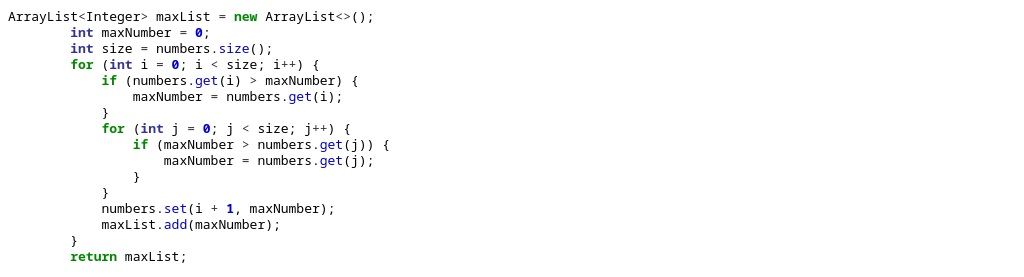 ArrayList<Integer> maxList = new ArrayList<>();
        int maxNumber = 0;
        int size = numbers.size();
        for (int i = 0; i < size; i++) {
            if (numbers.get(i) > maxNumber) {
                maxNumber = numbers.get(i);
            }
            for (int j = 0; j < size; j++) {
                if (maxNumber > numbers.get(j)) {
                    maxNumber = numbers.get(j);
                }
            }
            numbers.set(i + 1, maxNumber);
            maxList.add(maxNumber);
        }
        return maxList;